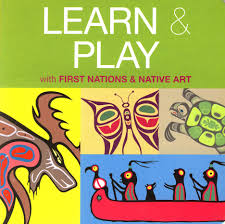 LEARN &
PLAY
with FIRST NATIONS & NATIVE ART